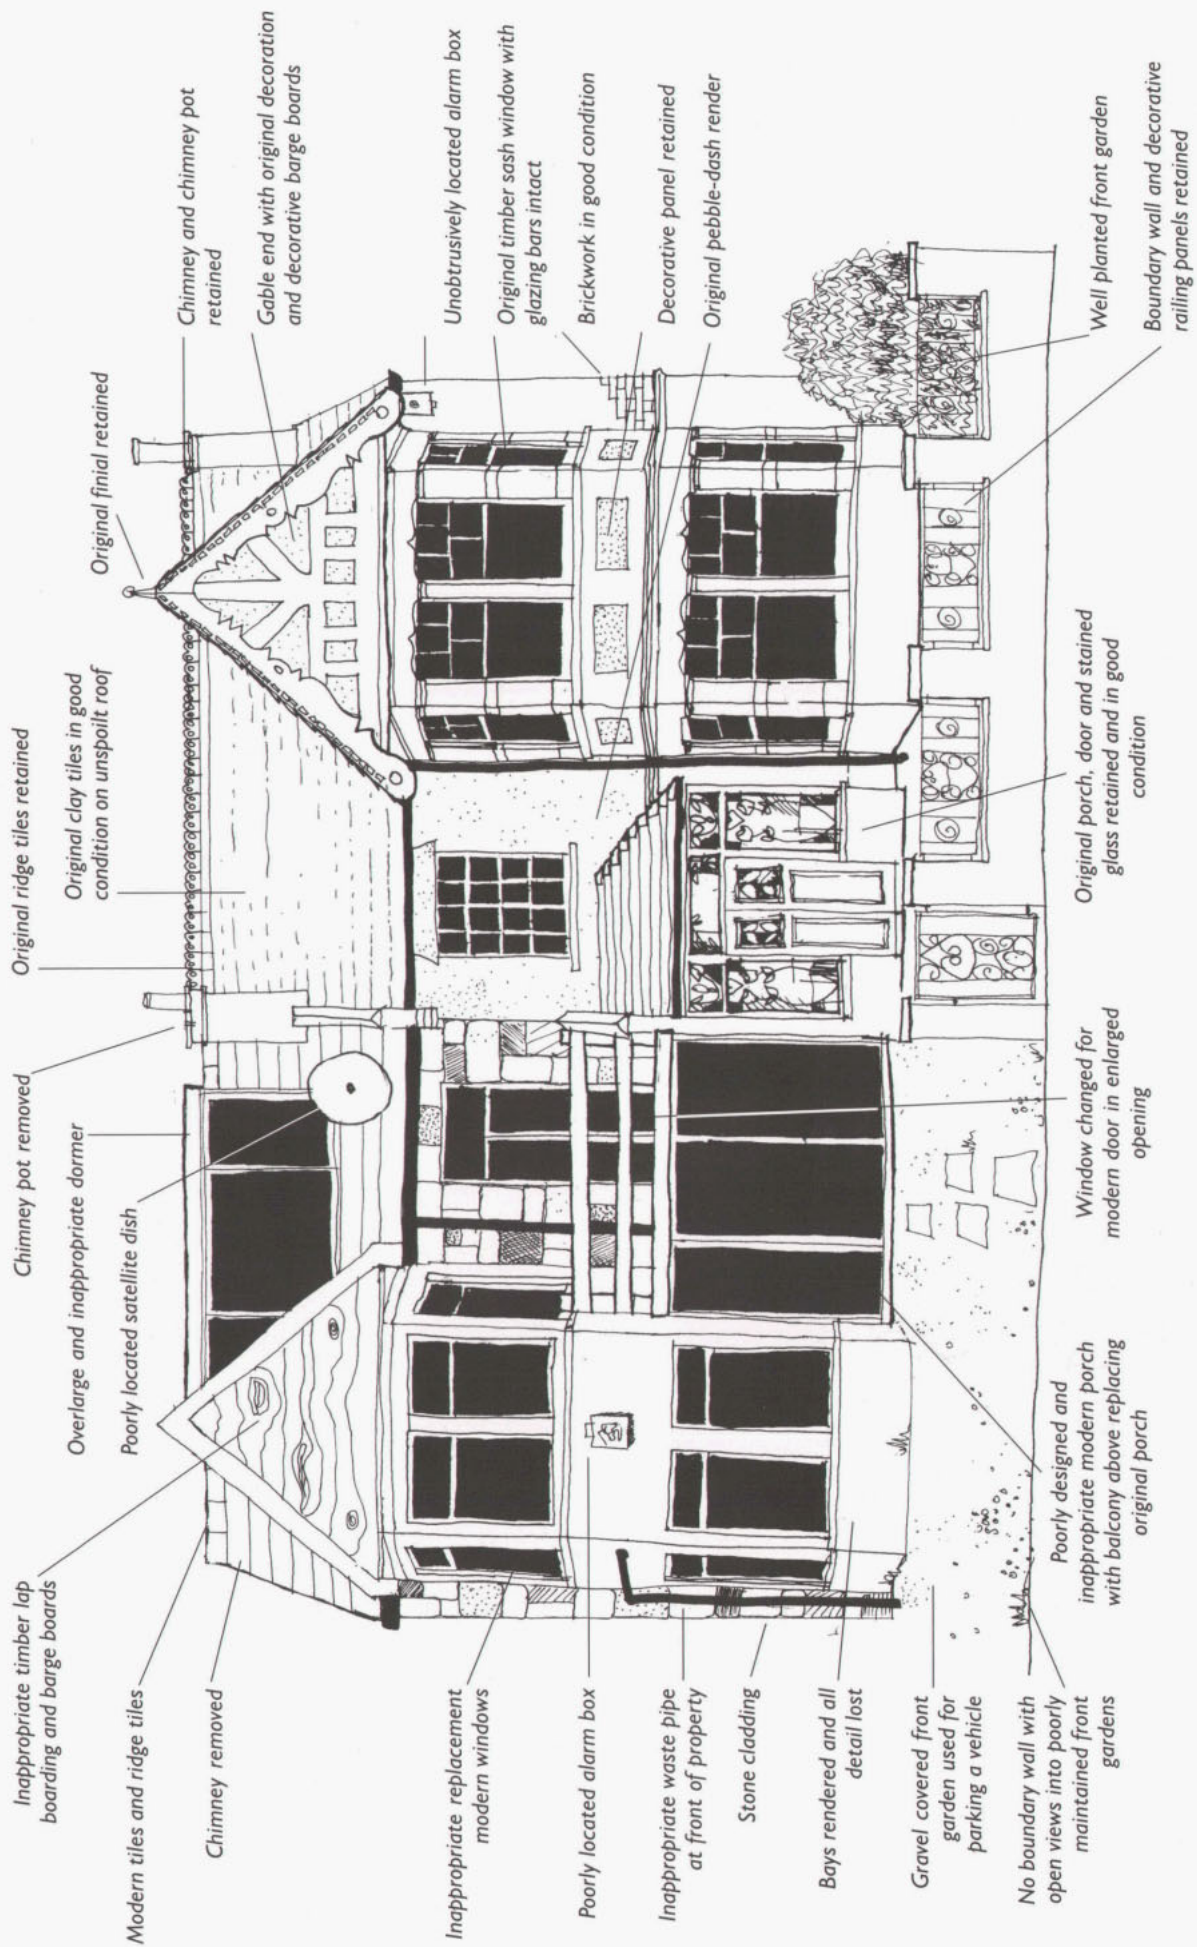 Inappropriate timber lap
boarding and barge boards
Modern tiles and ridge tiles
Chimney removed
Inappropriate replacement
modern windows
Poorly located alarm box
Inappropriate waste pipe
at front of property
Stone cladding
Bays rendered and all
detail lost
Gravel covered front
garden used for
parking a vehicle
No boundary wall with
open views into poorly
maintained front
gardens
Chimney pot removed
Overlarge and inappropriate dormer
Poorly located satellite dish
Poorly designed and
inappropriate modern porch
with balcony above replacing
original porch
Window changed for
modern door in enlarged
opening
Original ridge tiles retained
Original clay tiles in good
condition on unspoilt roof
Original finial retained
Original porch, door and stained
glass retained and in good
condition
Chimney and chimney pot
retained
Gable end with original decoration
and decorative barge boards
Unobtrusively located alarm box
Original timber sash window with
glazing bars intact
Brickwork in good condition
Decorative panel retained
Original pebble-dash render
Well planted front garden
Boundary wall and decorative
railing panels retained